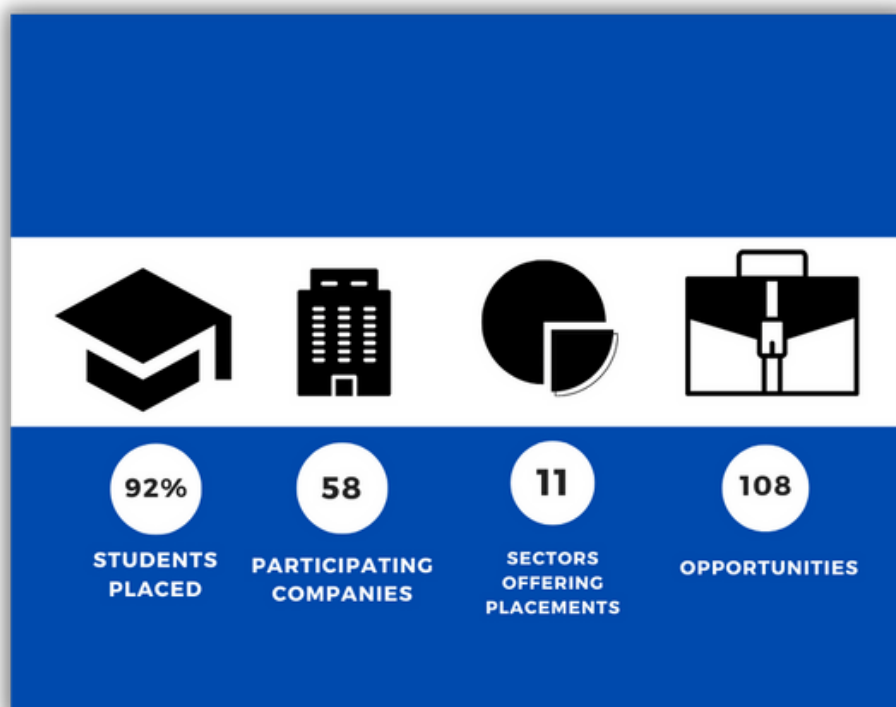 92%
STUDENTS
PLACED
58
PARTICIPATING
COMPANIES
11
SECTORS
OFFERING
PLACEMENTS
108
OPPORTUNITIES